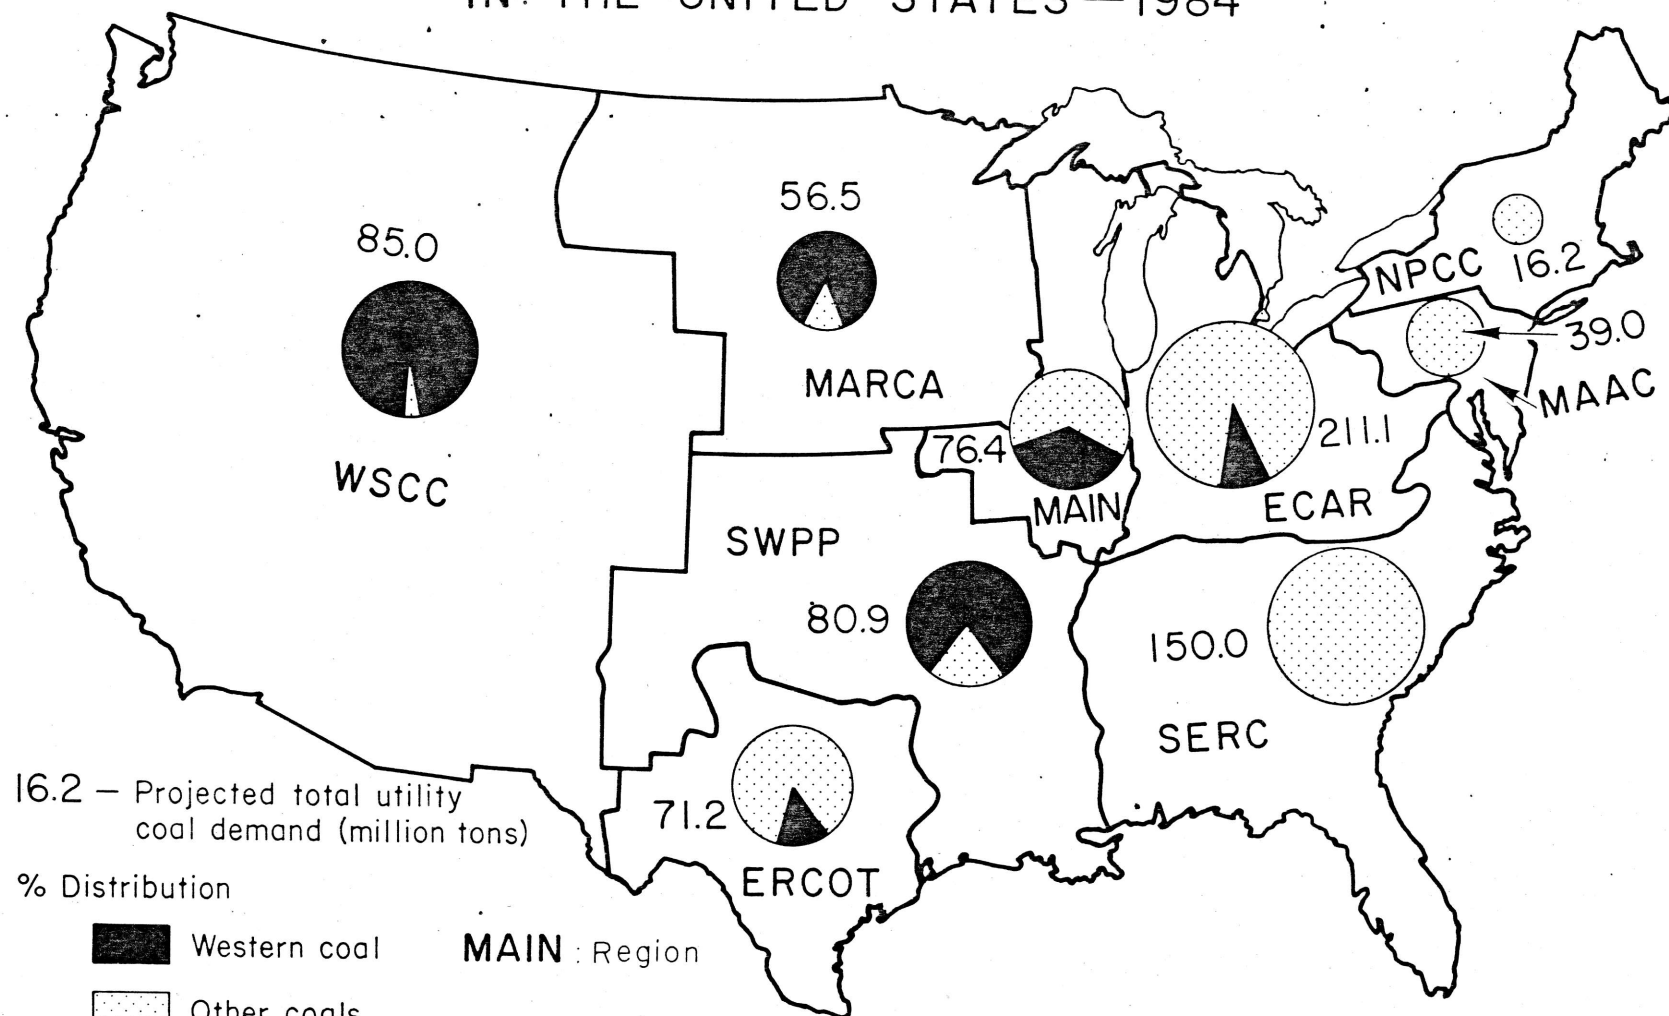 IN THE UNITED STATES—1984
85.0
WSCC
56.5
MARCA
NPCC 16.2
39.0
MAAC
76.4
MAIN
211.1
ECAR
SWPP
80.9
150.0
SERC
71.2
ERCOT
16.2 — Projected total utility
coal demand (million tons)
% Distribution
Western coal
MAIN : Region
Other coals